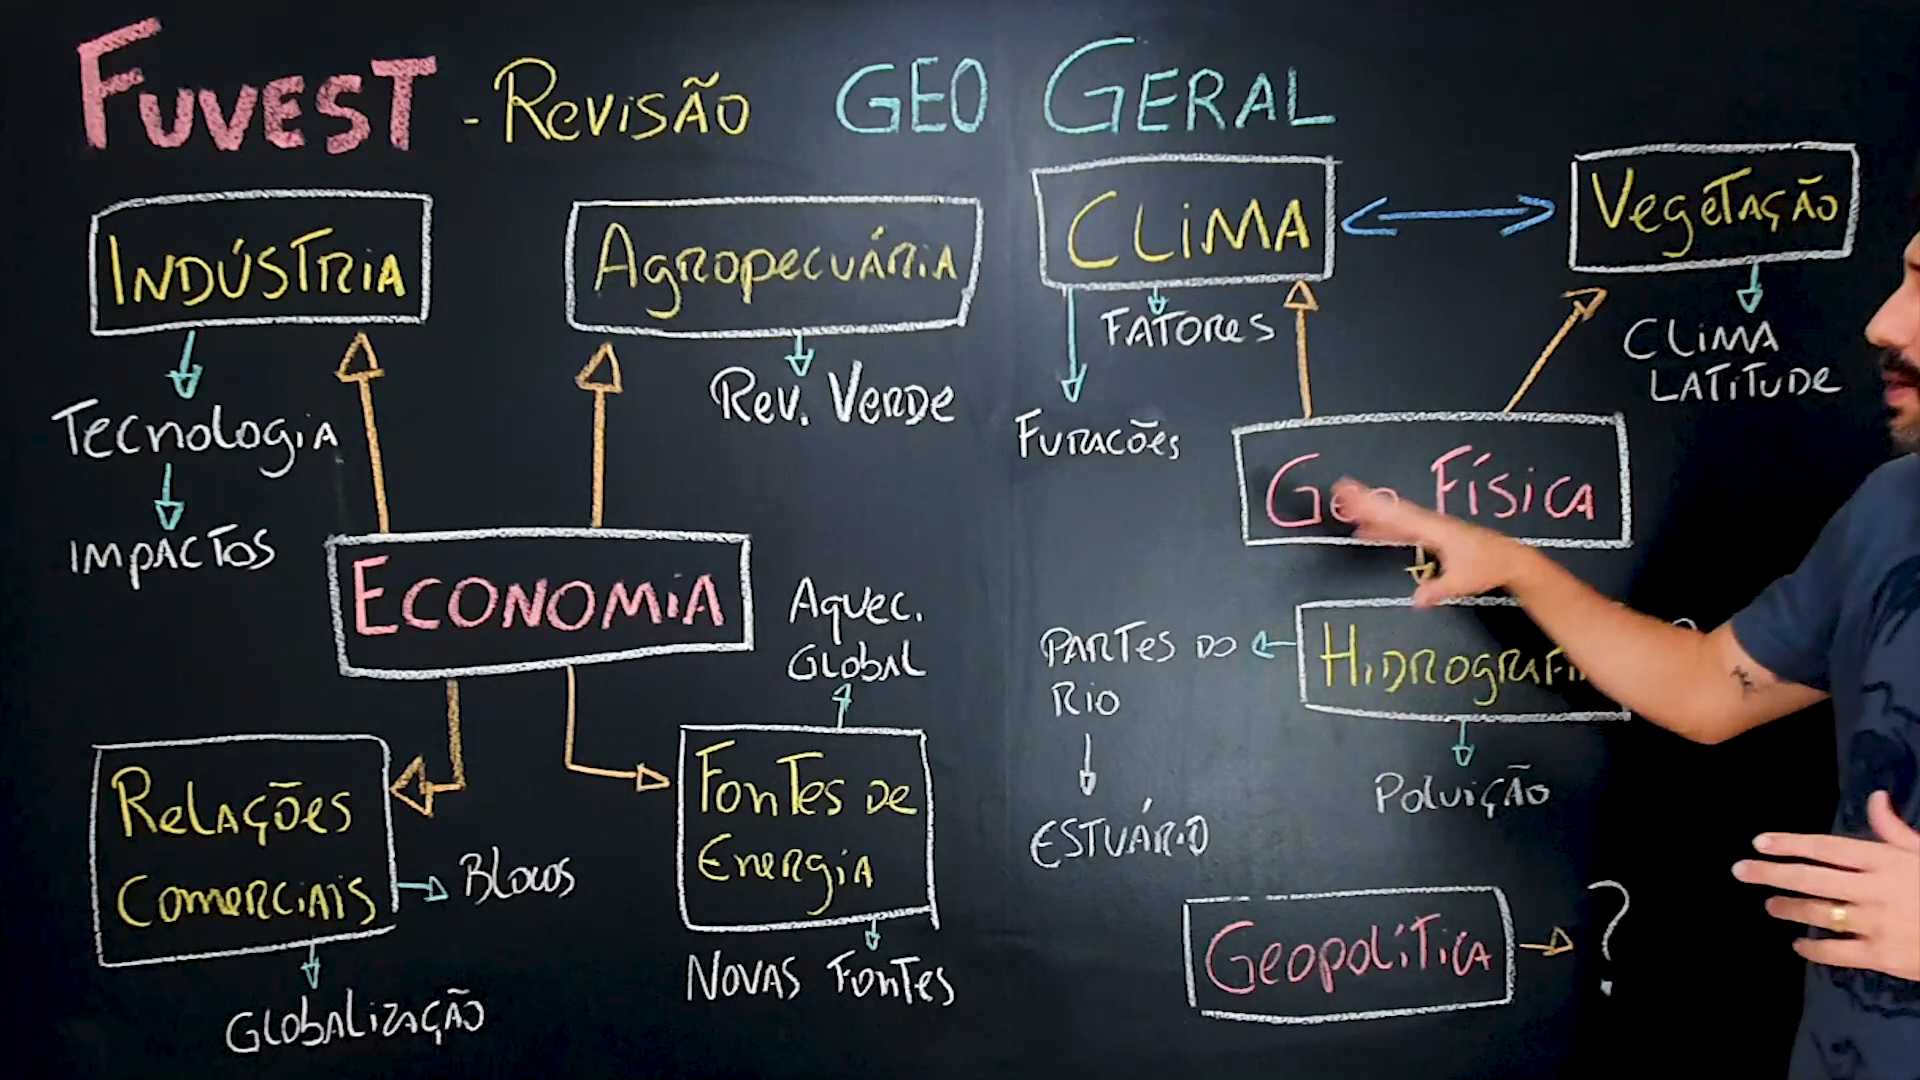 FUVEST - REVISÃO GEO GERAL
INDÚSTRIA
Tecnologia
IMPACTOS
Agropecuária
Rev. Verde
ECONOMIA
Relações
Comerciais
Blocos
Globalização
Aquec.
Global
Fontes de
Energia
Novas Fontes
CLIMA
FATORES
Furacões
Vegetação
CLIMA
LATITUDE
Geo Física
PARTES DO
RIO
ESTUÁRIO
Poluição
Geopolítica
?